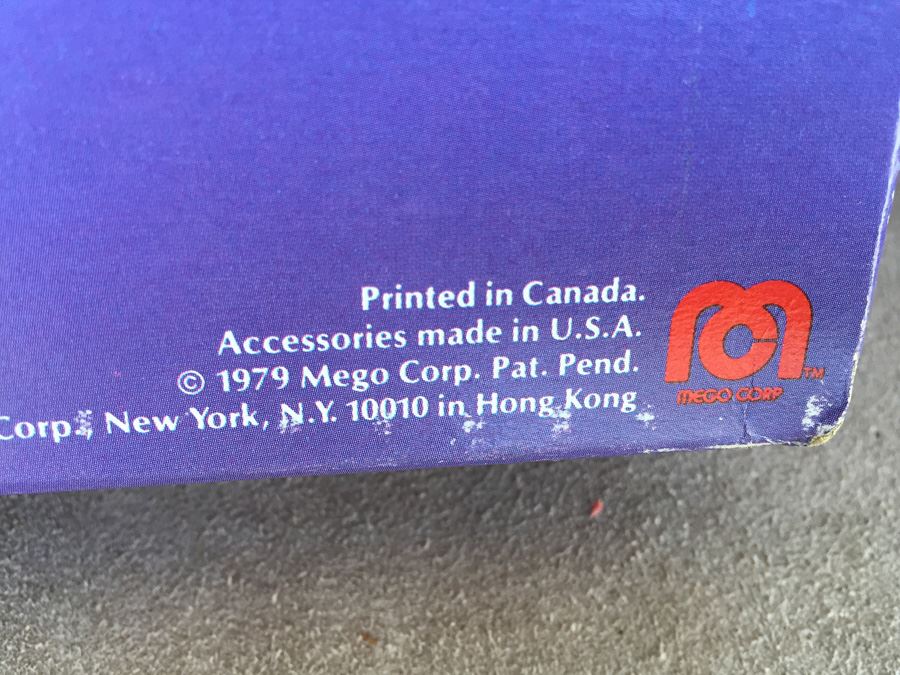 Printed in Canada.
Accessories made in U.S.A.
© 1979 Mego Corp. Pat. Pend.
Corp., New York, N.Y. 10010 in Hong Kong
MEGO CORP TM